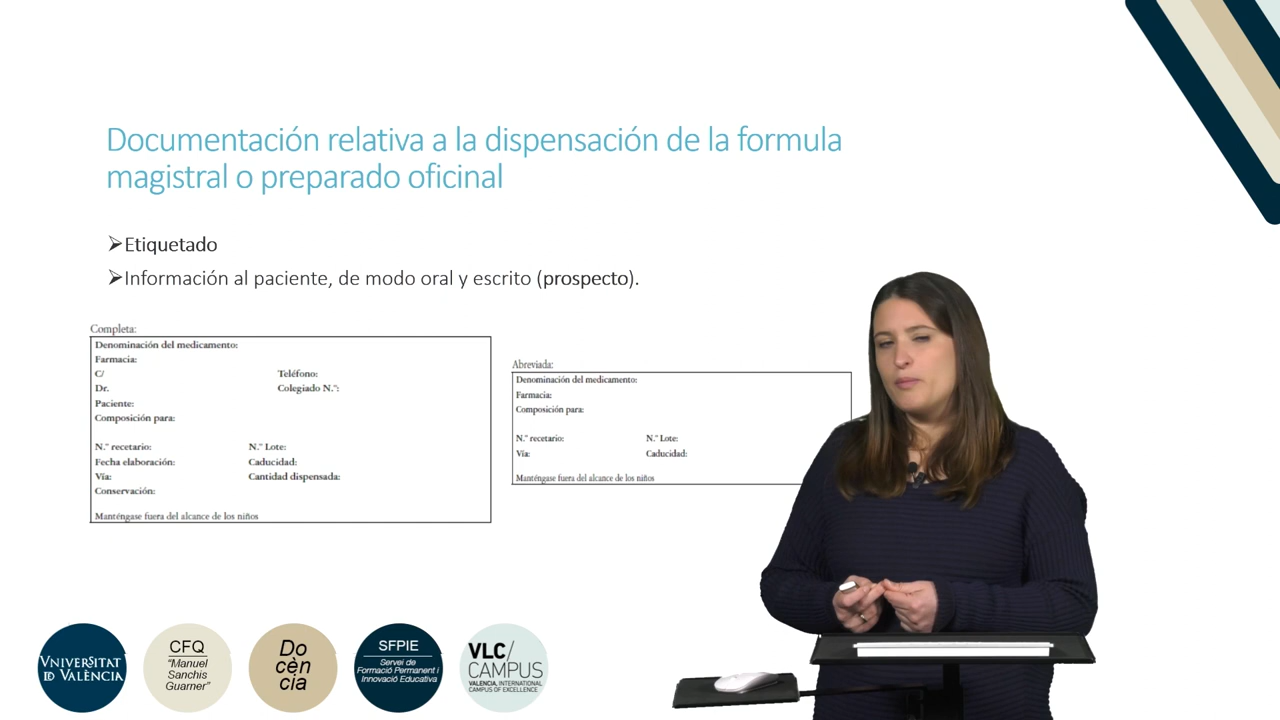 Documentación relativa a la dispensación de la formula
magistral o preparado oficinal
➢Etiquetado
➢Información al paciente, de modo oral y escrito (prospecto).
Completa:
Denominación del medicamento:
Farmacia:
C/ Teléfono:
Dr. Colegiado N.º:
Paciente:
Composición para:
N.º recetario: N.º Lote:
Fecha elaboración: Caducidad:
Vía: Cantidad dispensada:
Conservación:
Manténgase fuera del alcance de los niños
Abreviada:
Denominación del medicamento:
Farmacia:
Composición para:
N.º recetario: N.º Lote:
Vía: Caducidad:
Manténgase fuera del alcance de los niños
VNIVERSITAT
ID VALÈNCIA
CFQ
"Manuel
Sanchis
Guarner"
Do
cèn
cia
SFPIE
Servei de
Formació Permanent i
Innovació Educativa
VLC/
CAMPUS
VALENCIA, INTERNATIONAL
CAMPUS OF EXCELLENCE